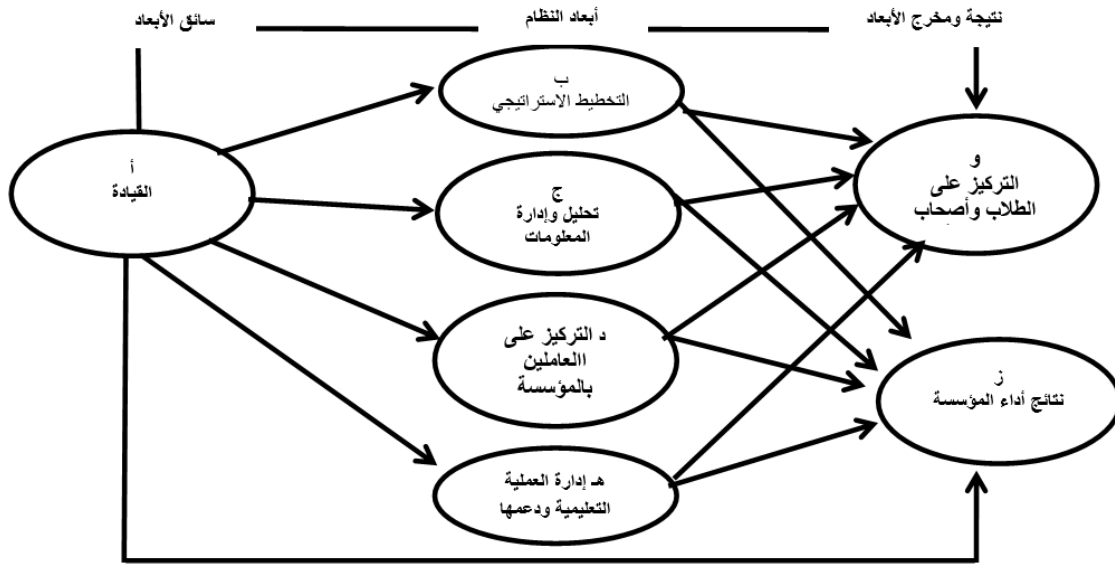 سائق الأبعاد
أبعاد النظام
نتيجة ومخرج الأبعاد
أ
القيادة
ب
التخطيط الاستراتيجي
ج
تحليل وإدارة
المعلومات
د التركيز على
االعاملين
بالمؤسسة
هـ إدارة العملية
التعليمية ودعمها
و
التركيز على
الطلاب وأصحاب
ز
نتائج أداء المؤسسة